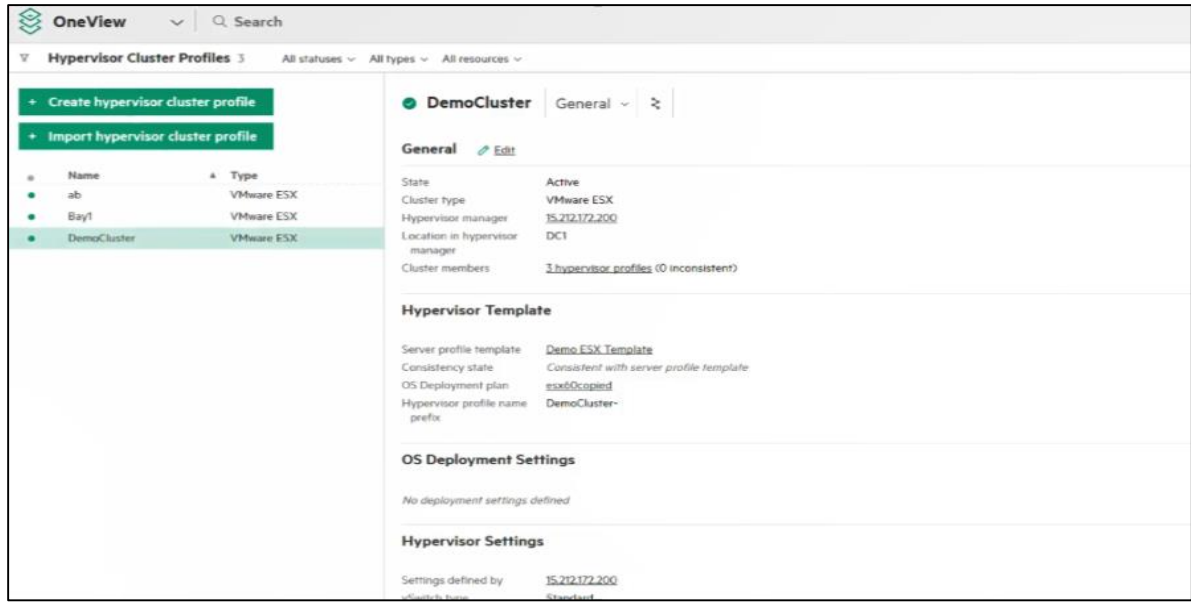 OneView Search
Hypervisor Cluster Profiles 3 All statuses All types All resources
+ Create hypervisor cluster profile
+ Import hypervisor cluster profile
Name Type
ab VMware ESX
Bay1 VMware ESX
DemoCluster VMware ESX
DemoCluster General
General Edit
State Active
Cluster type VMware ESX
Hypervisor manager 15.212.172.200
Location in hypervisor DC1
manager
Cluster members 3 hypervisor profiles (0 inconsistent)
Hypervisor Template
Server profile template Demo ESX Template
Consistency state Consistent with server profile template
OS Deployment plan esx60copied
Hypervisor profile name DemoCluster-
prefix
OS Deployment Settings
No deployment settings defined
Hypervisor Settings
Settings defined by 15.212.172.200
vSwitch type Standard